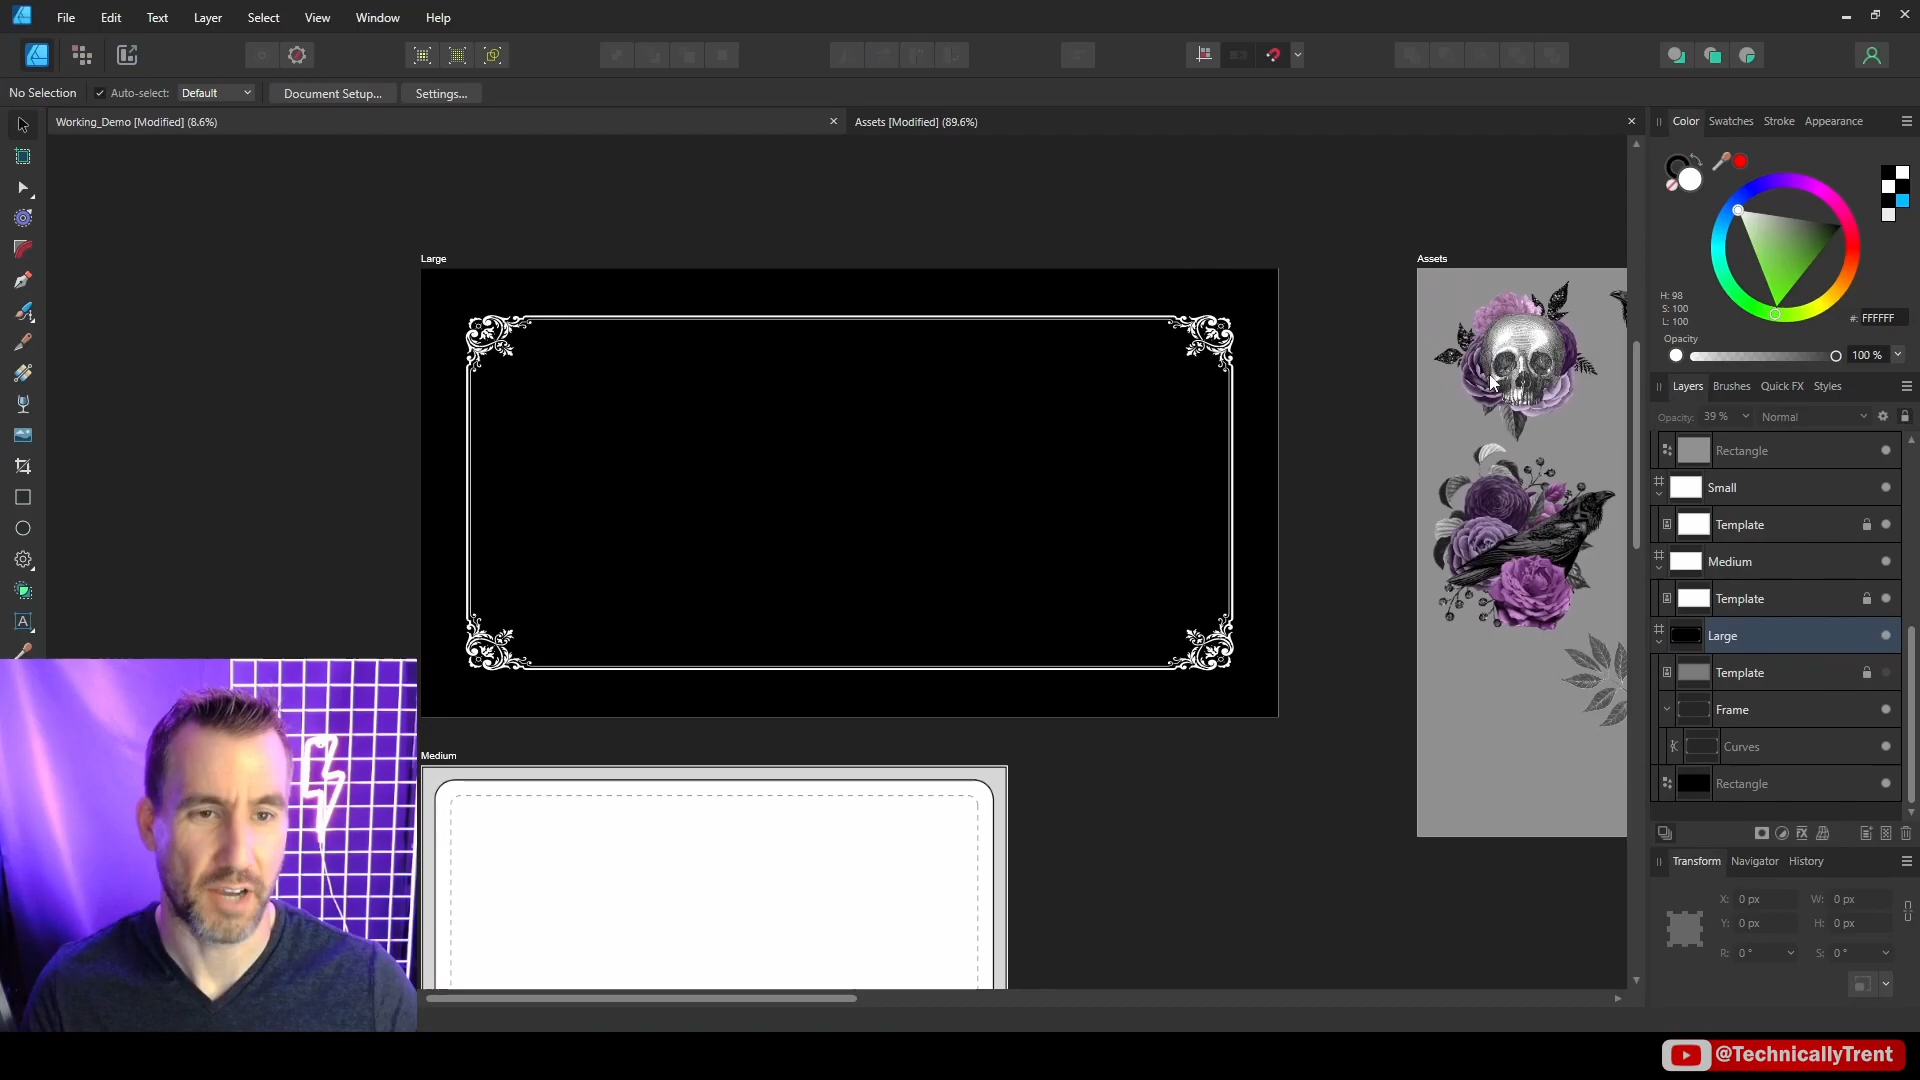 File Edit Text Layer Select View Window Help
No Selection Auto-select: Default Document Setup... Settings...
Working_Demo [Modified] (8.6%)
Assets [Modified] (89.6%)
Color Swatches Stroke Appearance
H: 98
S: 100
L: 100
#: FFFFFF
Opacity
100 %
Layers Brushes Quick FX Styles
Opacity: 39 % Normal
Rectangle
Small
Template
Medium
Template
Large
Template
Frame
Curves
Rectangle
Transform Navigator History
X: 0 px W: 0 px
Y: 0 px H: 0 px
R: 0 ° S: 0 °
Large
Assets
Medium
@TechnicallyTrent